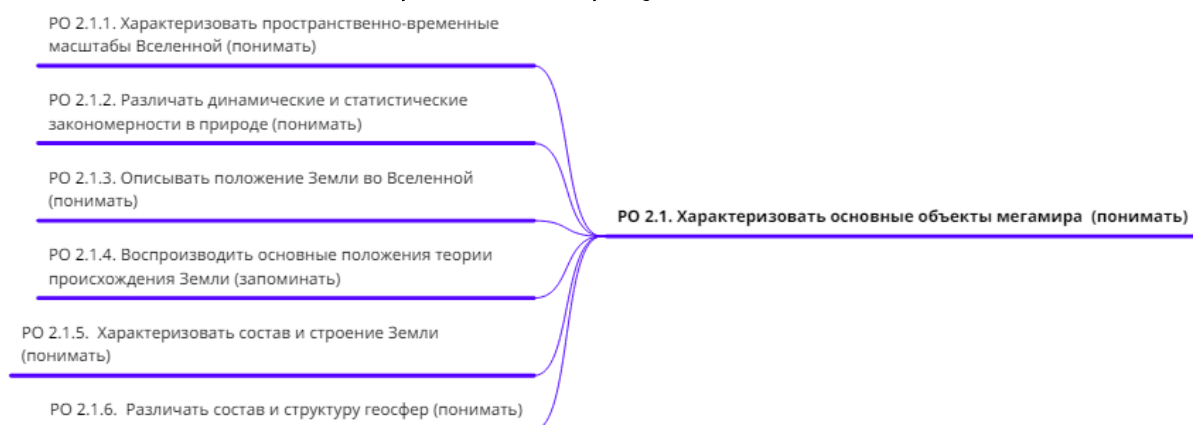 РО 2.1.1. Характеризовать пространственно-временные
масштабы Вселенной (понимать)
РО 2.1.2. Различать динамические и статистические
закономерности в природе (понимать)
РО 2.1.3. Описывать положение Земли во Вселенной
(понимать)
РО 2.1. Характеризовать основные объекты мегамира (понимать)
РО 2.1.4. Воспроизводить основные положения теории
происхождения Земли (запоминать)
РО 2.1.5. Характеризовать состав и строение Земли
(понимать)
РО 2.1.6. Различать состав и структуру геосфер (понимать)